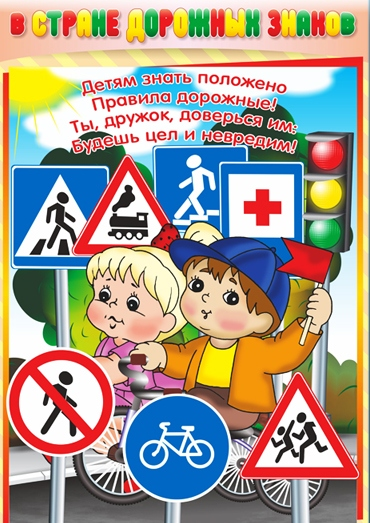 В СТРАНЕ ДОРОЖНЫХ ЗНАКОВ
Детям знать положено
Правила дорожные!
Ты, дружок, доверься им:
Будешь цел и невредим!